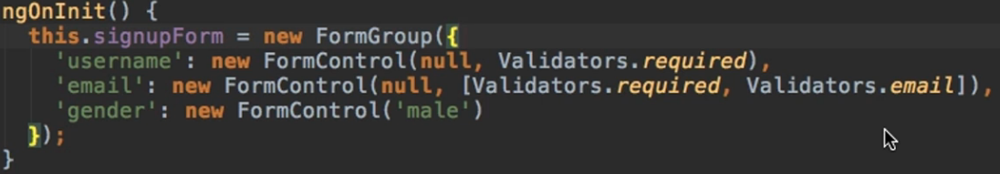 ngOnInit() {
this.signupForm = new FormGroup({
'username': new FormControl(null, Validators.required),
'email': new FormControl(null, [Validators.required, Validators.email]),
'gender': new FormControl('male')
});
}